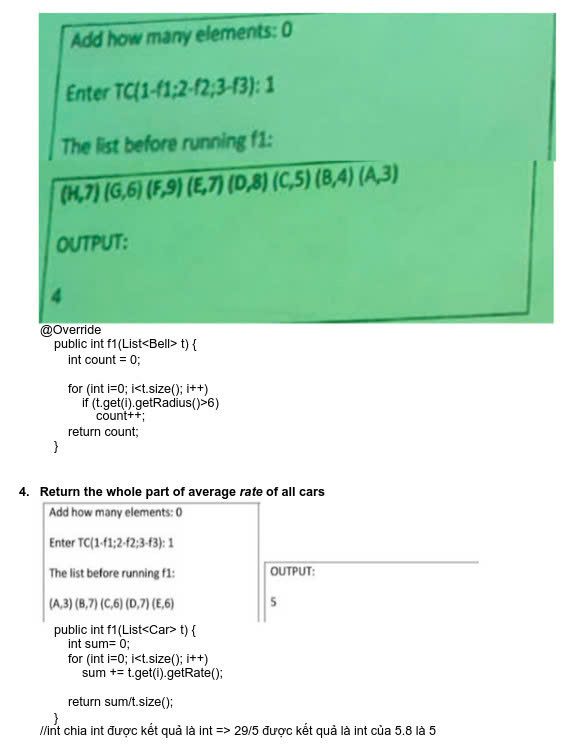 Add how many elements: 0
Enter TC(1-f1;2-f2;3-f3): 1
The list before running f1:
(H,7) (G,6) (F,9) (E,7) (D,8) (C,5) (B,4) (A,3)
OUTPUT:
4
@Override
public int f1(List<Bell> t) {
int count = 0;
for (int i=0; i<t.size(); i++)
if (t.get(i).getRadius()>6)
count++;
return count;
}
4. Return the whole part of average rate of all cars
Add how many elements: 0
Enter TC(1-f1;2-f2;3-f3): 1
The list before running f1:
(A,3) (B,7) (C,6) (D,7) (E,6)
OUTPUT:
5
public int f1(List<Car> t) {
int sum= 0;
for (int i=0; i<t.size(); i++)
sum += t.get(i).getRate();
return sum/t.size();
}
//int chia int được kết quả là int => 29/5 được kết quả là int của 5.8 là 5